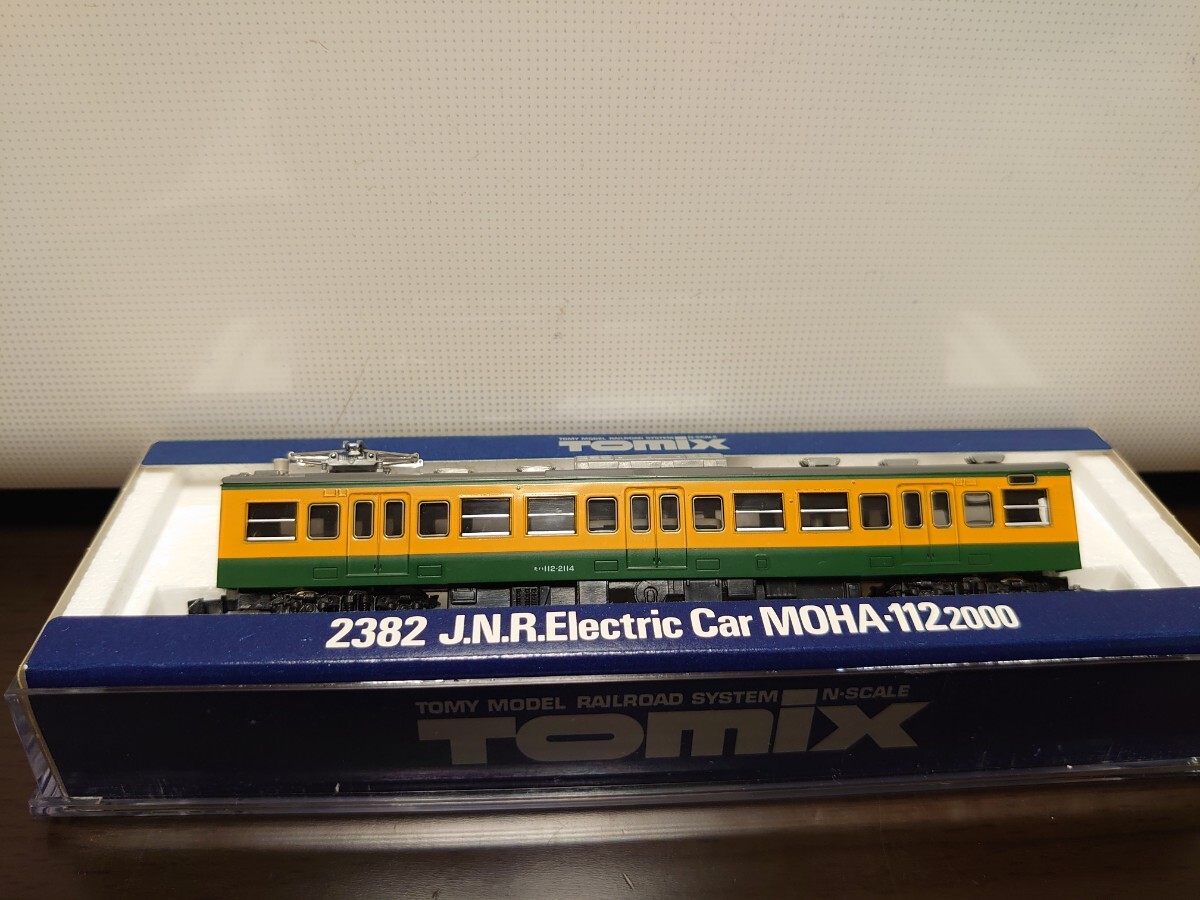 TOMY MODEL RAILROAD SYSTEM N-SCALE
TOMIX
モハ112-2114
2382 J.N.R.Electric Car MOHA-112 2000
TOMY MODEL RAILROAD SYSTEM N-SCALE
TOMIX